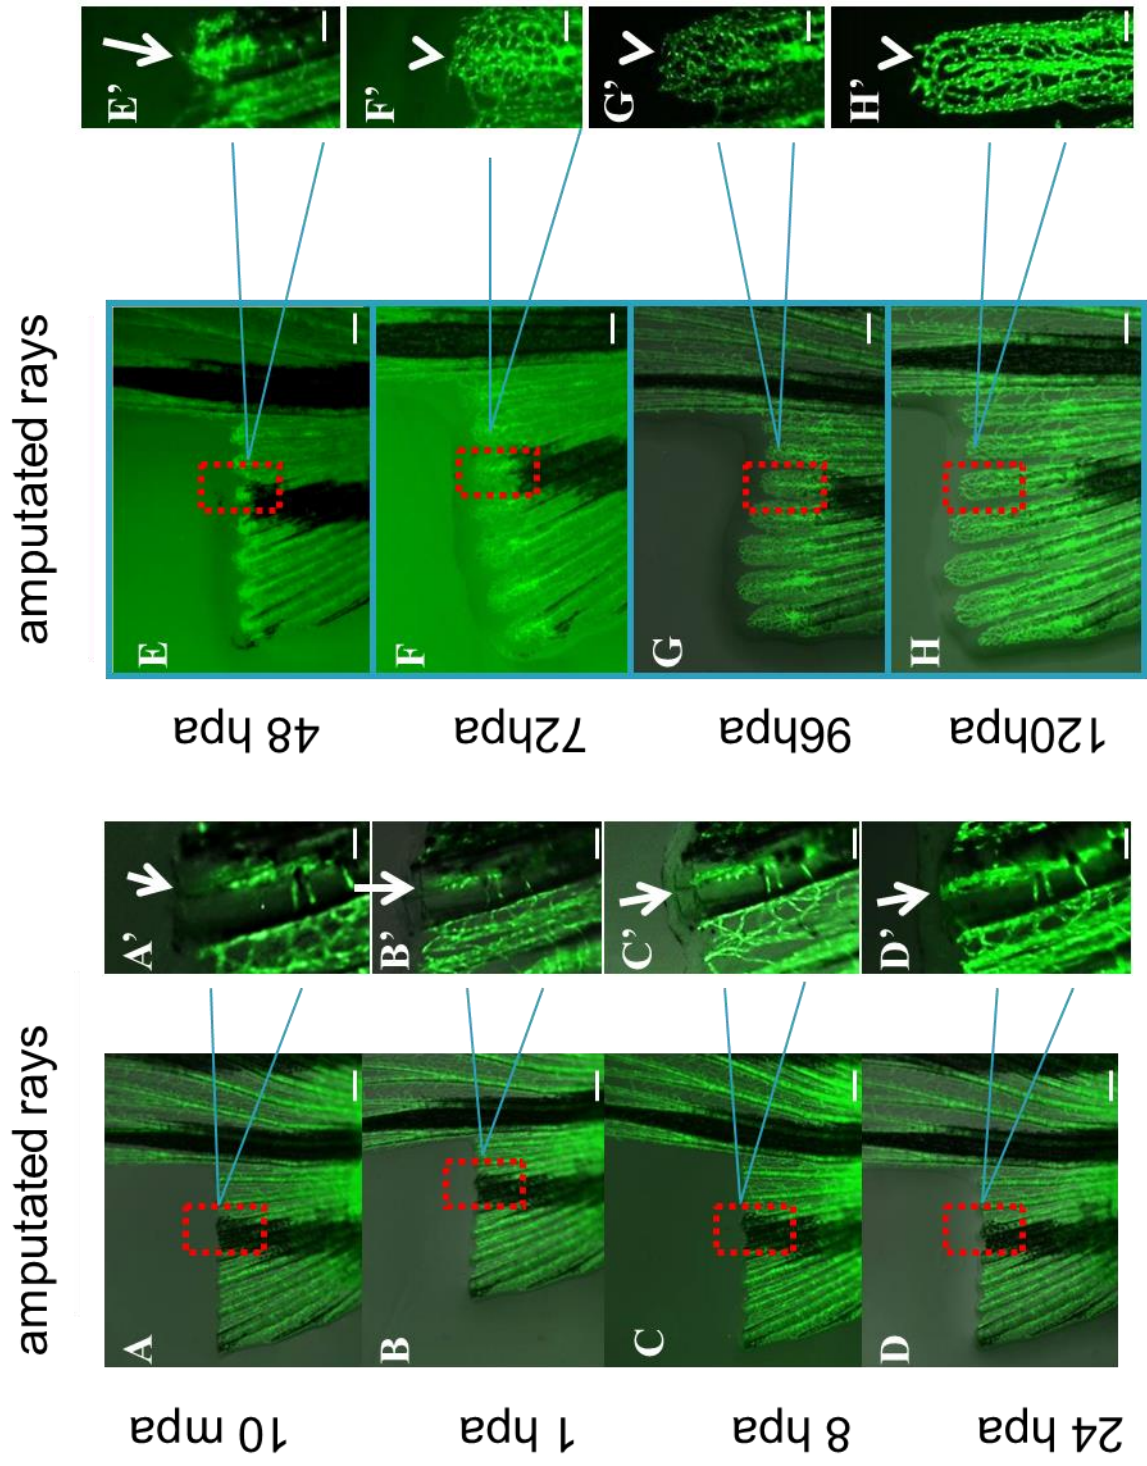 amputated rays
10 mpa
A
A'
1 hpa
B
B'
8 hpa
C
C'
24 hpa
D
D'
amputated rays
48 hpa
E
E'
72hpa
F
F'
96hpa
G
G'
120hpa
H
H'